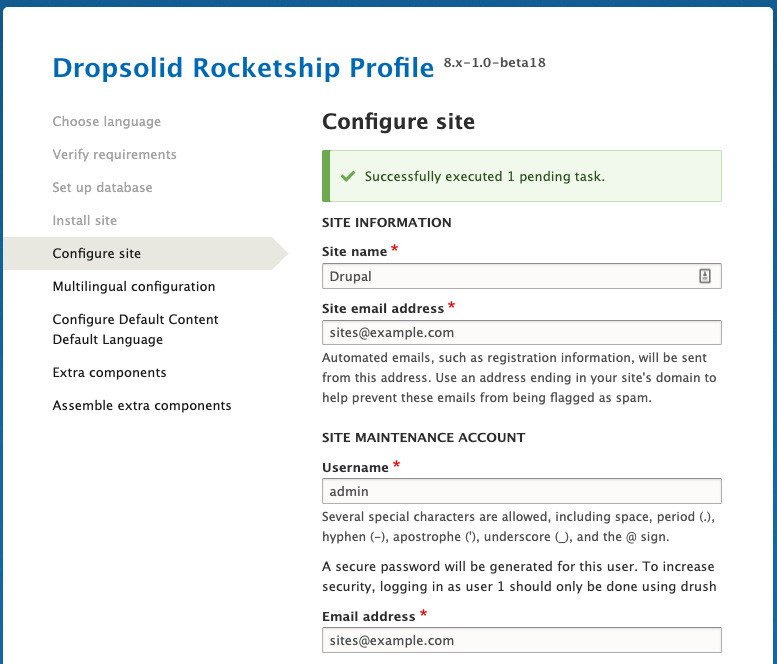 Dropsolid Rocketship Profile 8.x-1.0-beta18
Choose language
Verify requirements
Set up database
Install site
Configure site
Multilingual configuration
Configure Default Content
Default Language
Extra components
Assemble extra components
Configure site
Successfully executed 1 pending task.
SITE INFORMATION
Site name *
Drupal
Site email address *
sites@example.com
Automated emails, such as registration information, will be sent
from this address. Use an address ending in your site's domain to
help prevent these emails from being flagged as spam.
SITE MAINTENANCE ACCOUNT
Username *
admin
Several special characters are allowed, including space, period (.),
hyphen (-), apostrophe ('), underscore (_), and the @ sign.
A secure password will be generated for this user. To increase
security, logging in as user 1 should only be done using drush
Email address *
sites@example.com